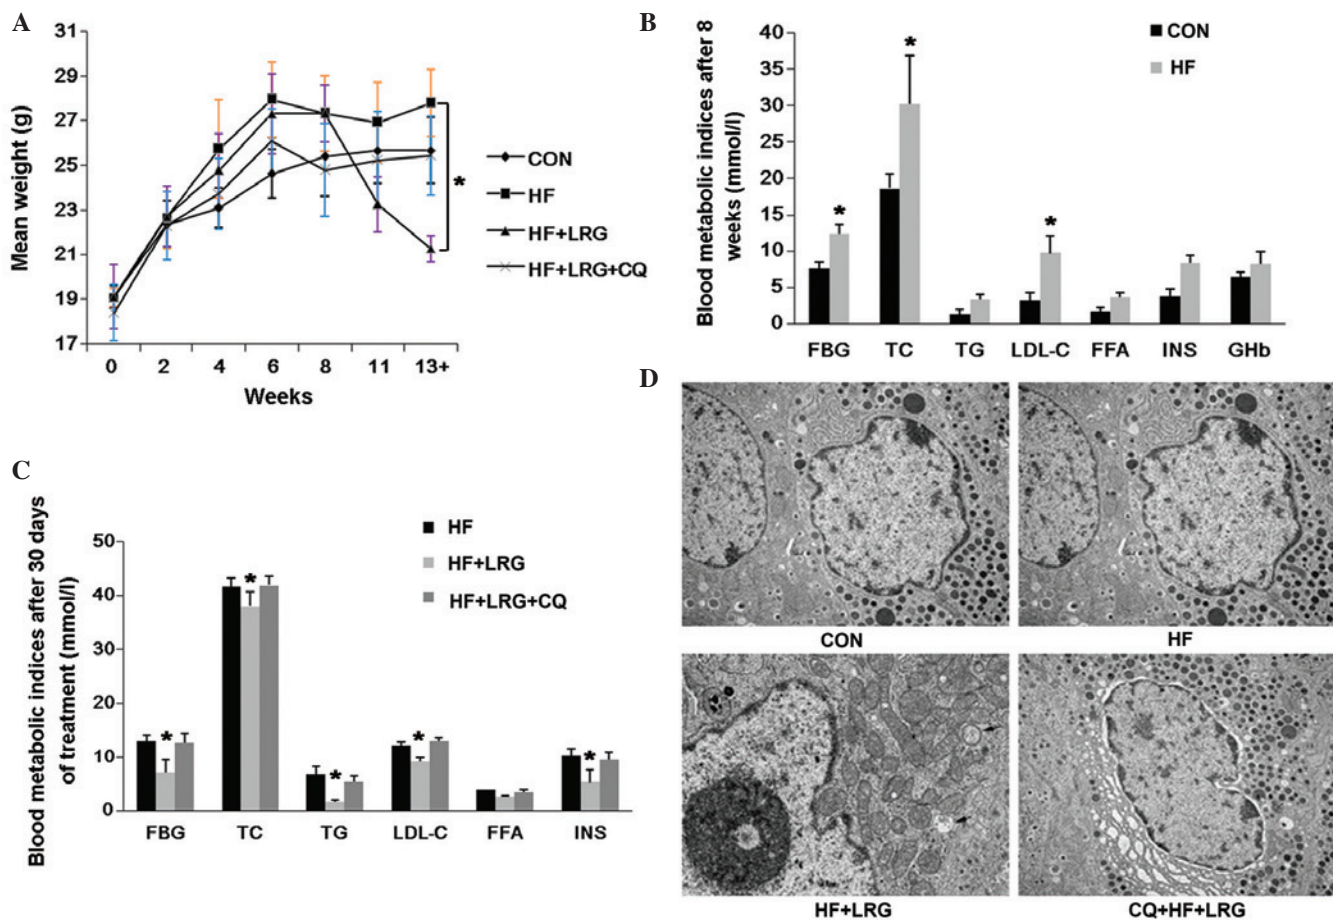 A
Mean weight (g)
31
29
27
25
23
21
19
17
0 2 4 6 8 11 13+
Weeks
CON
HF
HF+LRG
HF+LRG+CQ
*
B
Blood metabolic indices after 8
weeks (mmol/l)
40
35
30
25
20
15
10
5
0
* * *
FBG TC TG LDL-C FFA INS GHb
CON
HF
C
Blood metabolic indices after 30 days
of treatment (mmol/l)
50
40
30
20
10
0
* * * * *
FBG TC TG LDL-C FFA INS
HF
HF+LRG
HF+LRG+CQ
D
CON
HF
HF+LRG
CQ+HF+LRG